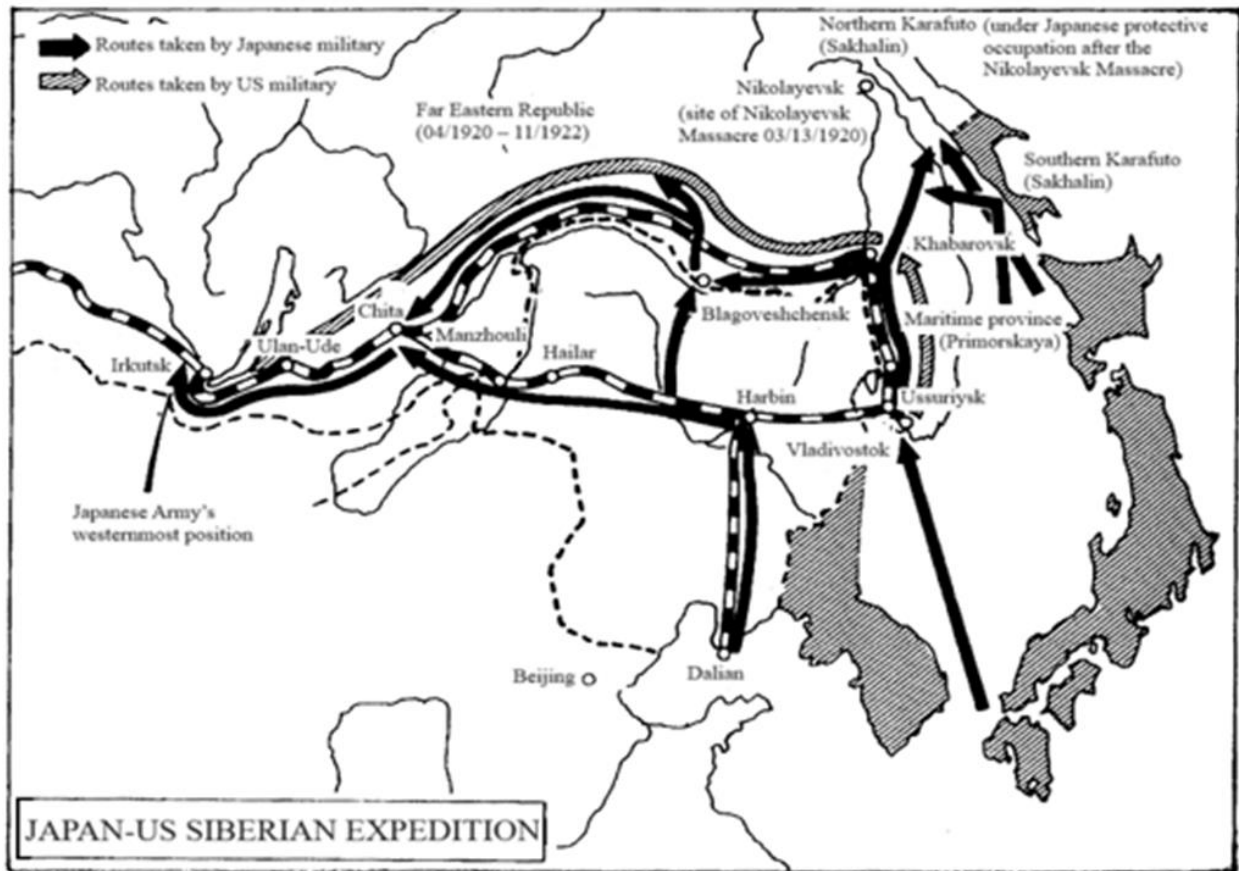 Routes taken by Japanese military
Routes taken by US military
Northern Karafuto
(Sakhalin)
(under Japanese protective
occupation after the
Nikolayevsk Massacre)
Far Eastern Republic
(04/1920 – 11/1922)
Nikolayevsk
(site of Nikolayevsk
Massacre 03/13/1920)
Southern Karafuto
(Sakhalin)
Khabarovsk
Chita
Blagoveshchensk
Maritime province
(Primorskaya)
Manzhouli
Ulan-Ude
Hailar
Irkutsk
Harbin
Ussuriysk
Vladivostok
Japanese Army's
westernmost position
Beijing
Dalian
JAPAN-US SIBERIAN EXPEDITION